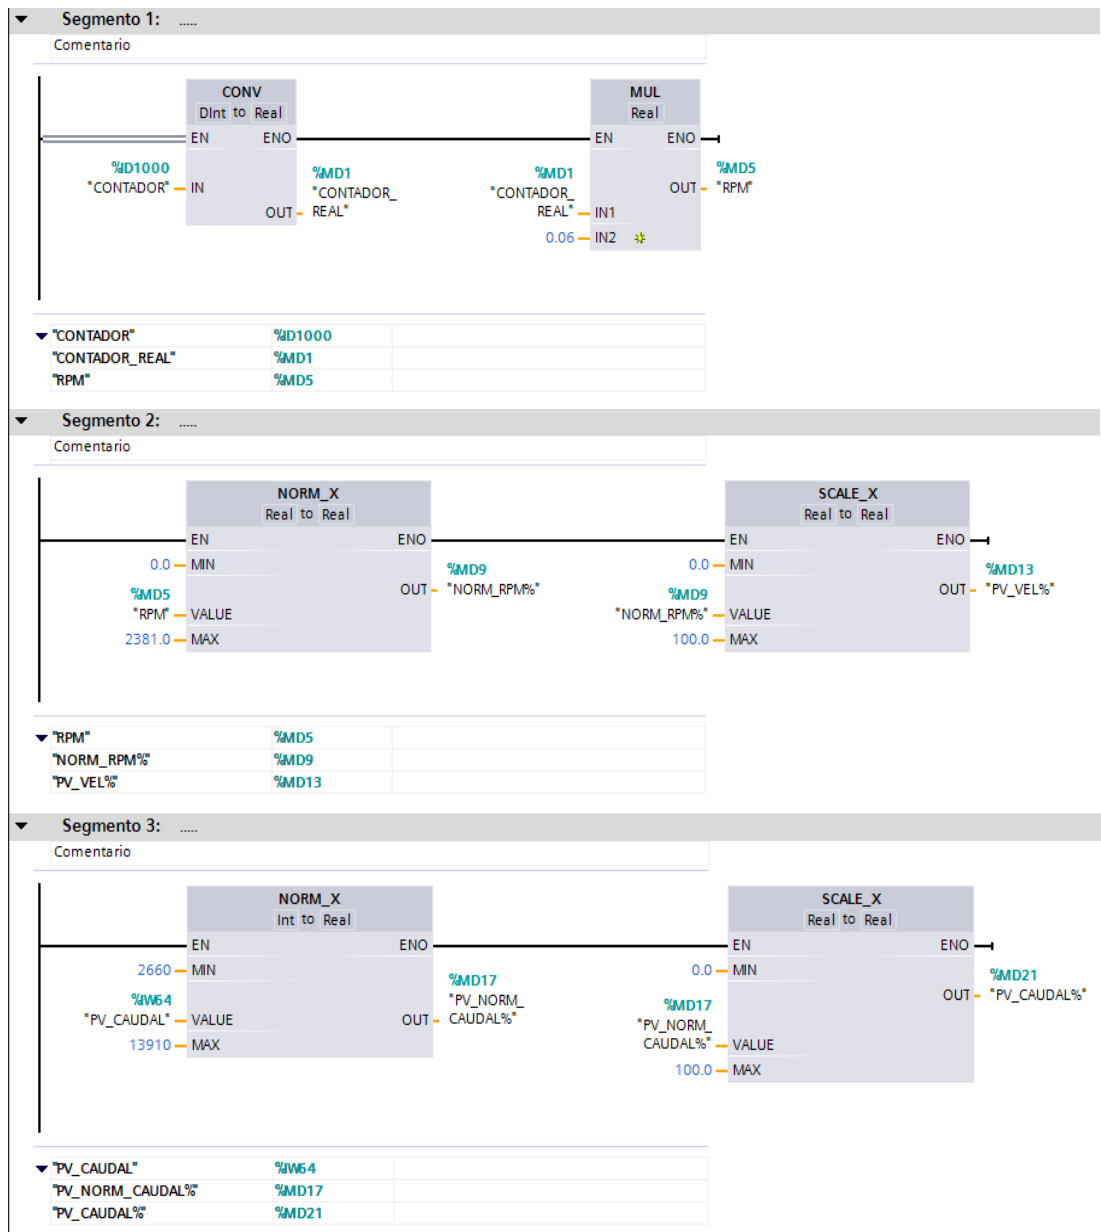 Segmento 1: .....
Comentario
CONV
DInt to Real
EN ENO
%ID1000
"CONTADOR" IN
%MD1
"CONTADOR_
REAL"
OUT
MUL
Real
EN ENO
%MD1
"CONTADOR_
REAL" IN1
0.06 IN2
%MD5
OUT "RPM"
"CONTADOR" %ID1000
"CONTADOR_REAL" %MD1
"RPM" %MD5
Segmento 2: .....
Comentario
NORM_X
Real to Real
EN ENO
0.0 MIN
%MD5
"RPM" VALUE
2381.0 MAX
%MD9
OUT "NORM_RPM%"
SCALE_X
Real to Real
EN ENO
0.0 MIN
%MD9
"NORM_RPM%" VALUE
100.0 MAX
%MD13
OUT "PV_VEL%"
"RPM" %MD5
"NORM_RPM%" %MD9
"PV_VEL%" %MD13
Segmento 3: .....
Comentario
NORM_X
Int to Real
EN ENO
2660 MIN
%IW64
"PV_CAUDAL" VALUE
13910 MAX
%MD17
"PV_NORM_
OUT CAUDAL%"
SCALE_X
Real to Real
EN ENO
0.0 MIN
%MD17
"PV_NORM_
CAUDAL%" VALUE
100.0 MAX
%MD21
OUT "PV_CAUDAL%"
"PV_CAUDAL" %IW64
"PV_NORM_CAUDAL%" %MD17
"PV_CAUDAL%" %MD21